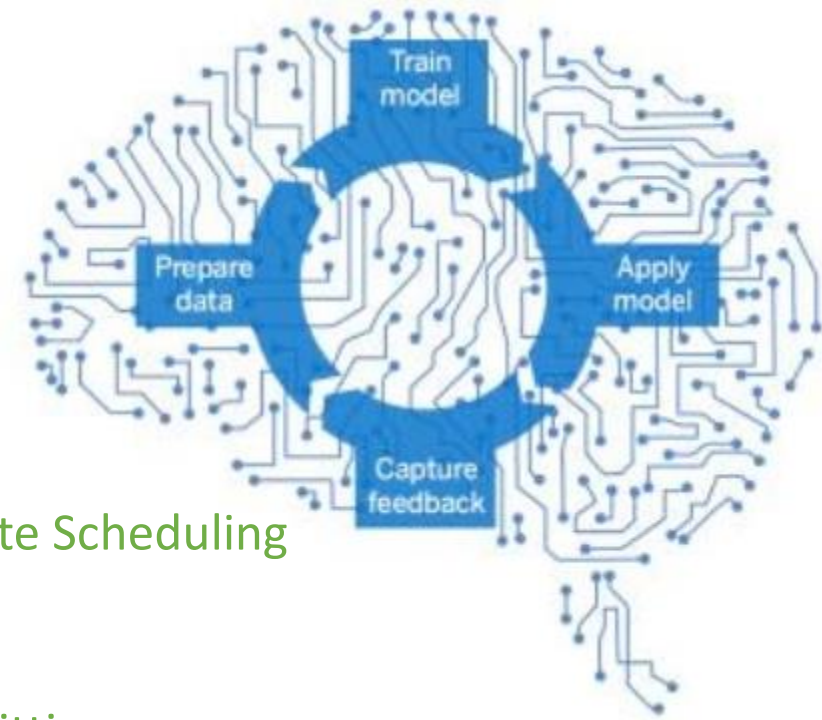 Train
model
Prepare
data
Apply
model
Capture
feedback
te Scheduling